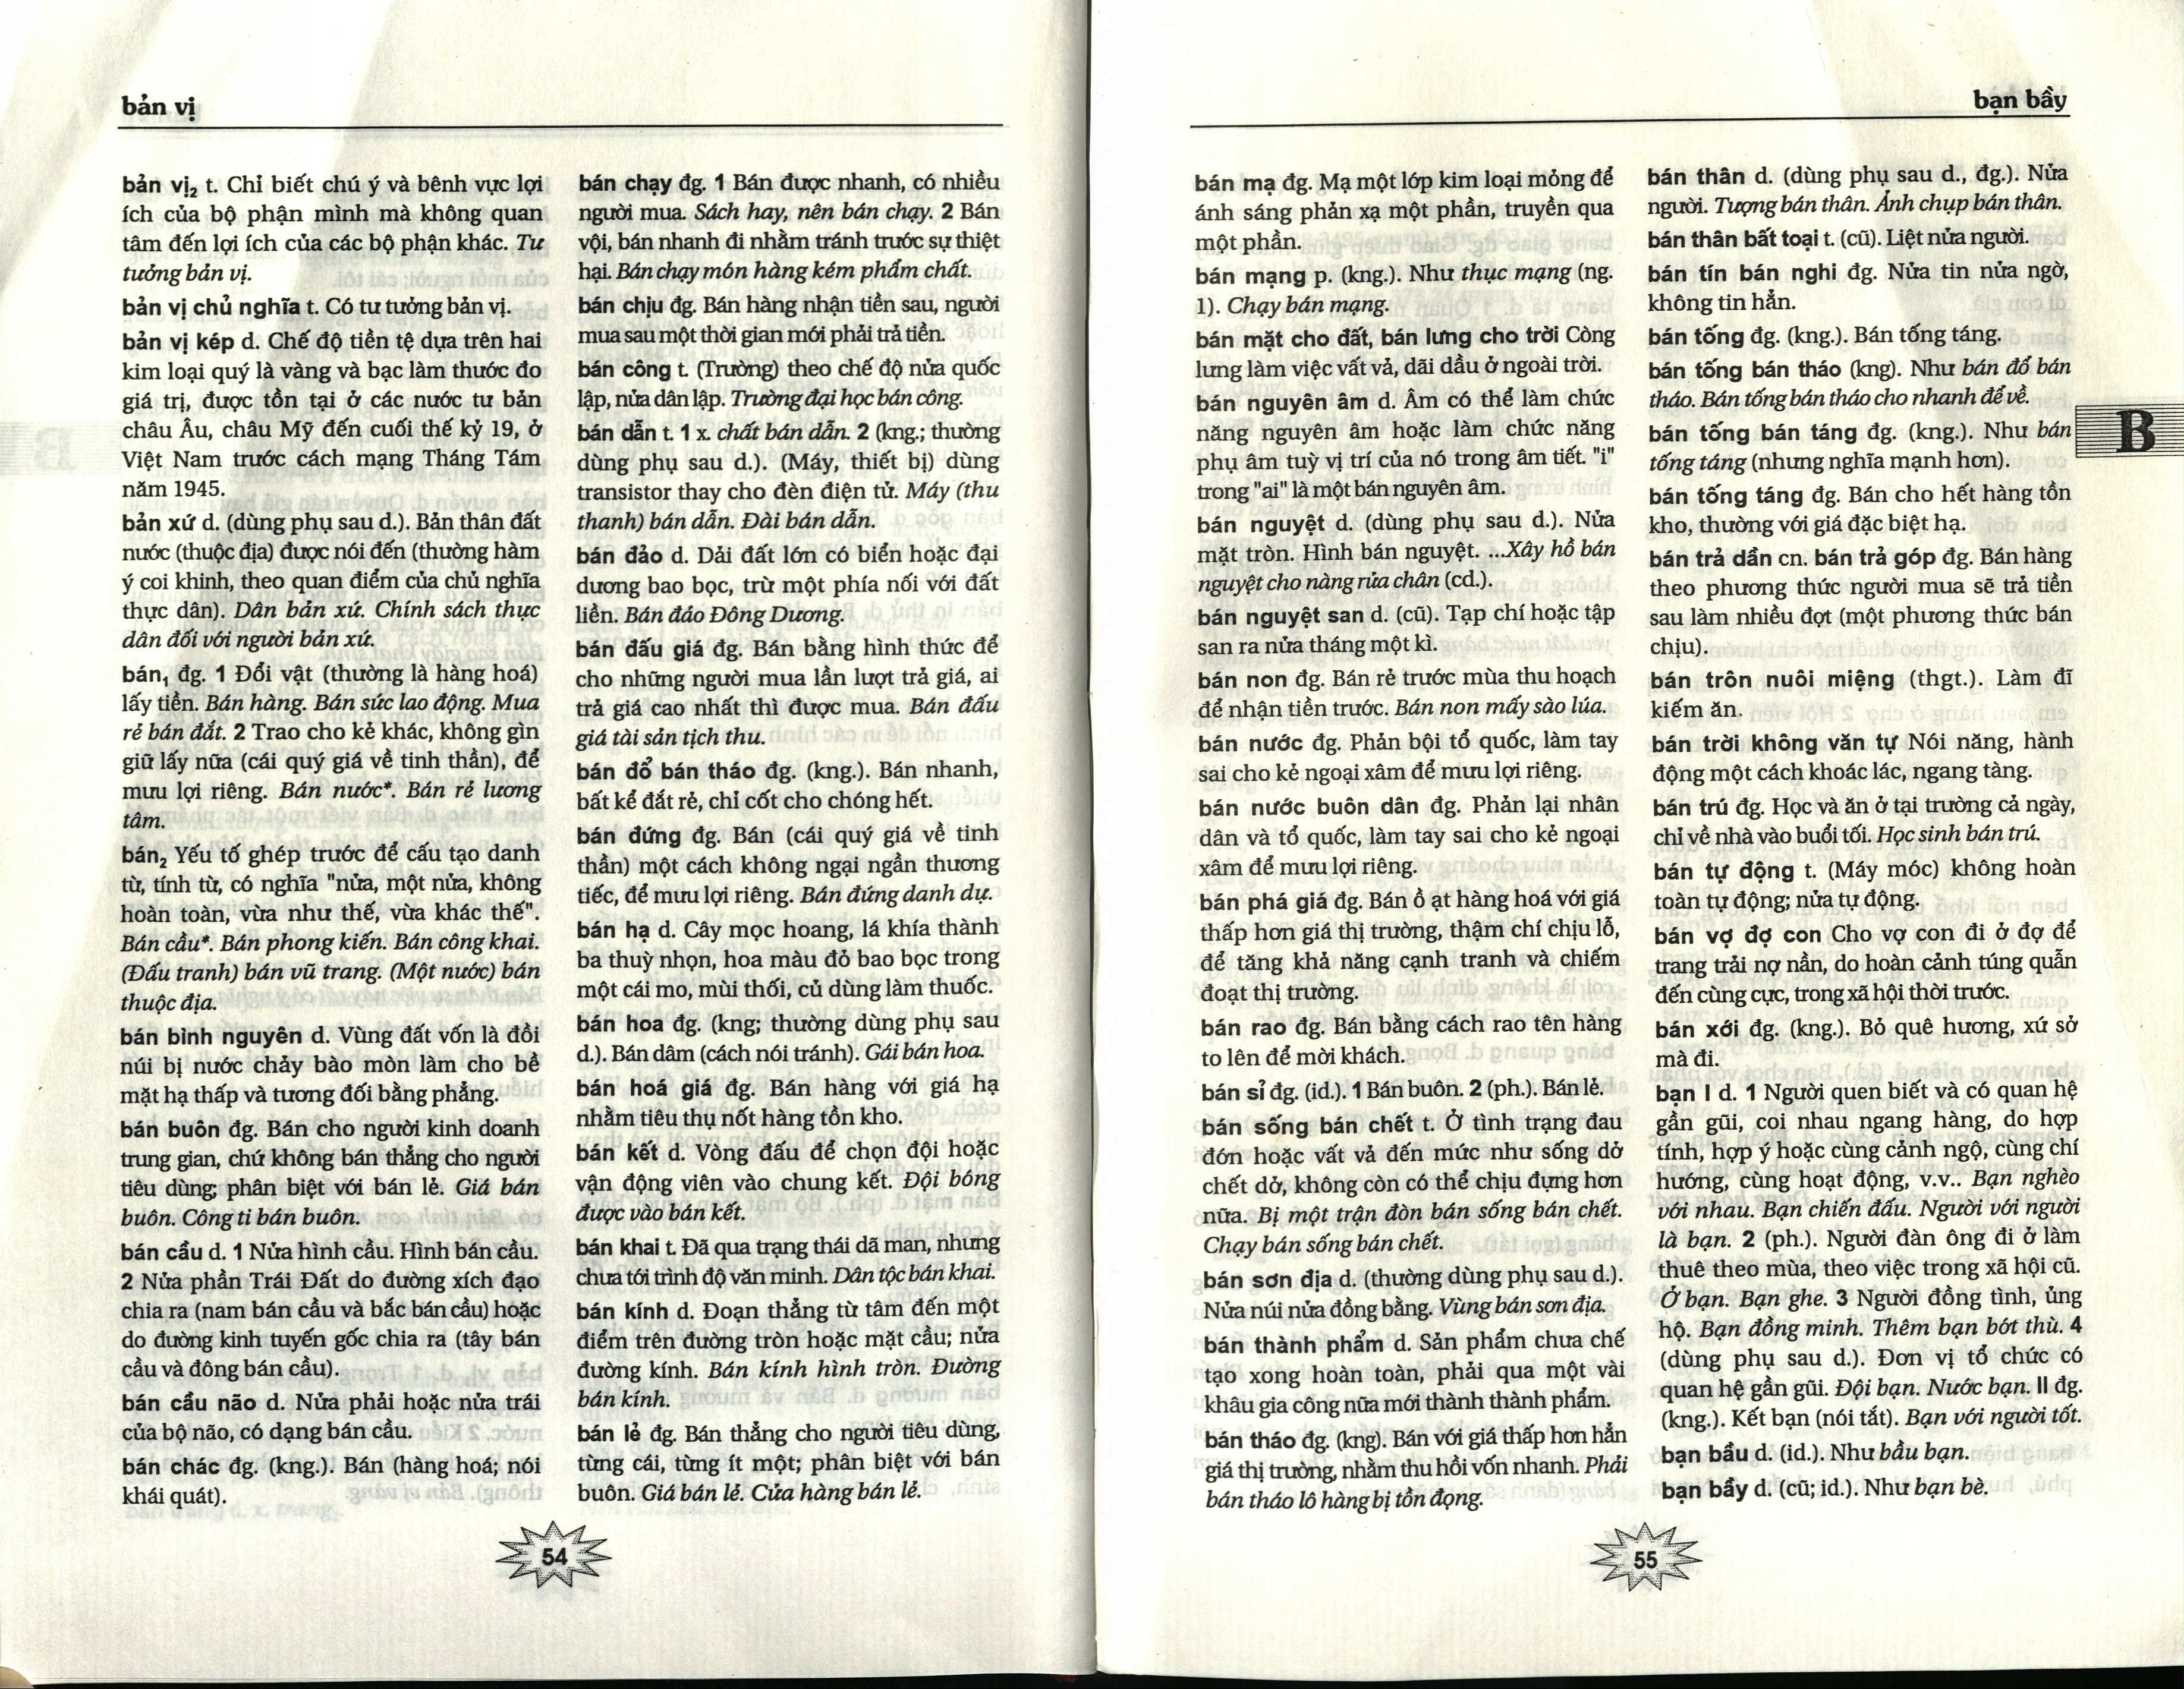 bản vị
bản vị₂ t. Chỉ biết chú ý và bênh vực lợi
ích của bộ phận mình mà không quan
tâm đến lợi ích của các bộ phận khác. Tư
tưởng bản vị.
bản vị chủ nghĩa t. Có tư tưởng bản vị.
bản vị kép d. Chế độ tiền tệ dựa trên hai
kim loại quý là vàng và bạc làm thước đo
giá trị, được tồn tại ở các nước tư bản
châu Âu, châu Mỹ đến cuối thế kỷ 19, ở
Việt Nam trước cách mạng Tháng Tám
năm 1945.
bản xứ d. (dùng phụ sau d.). Bản thân đất
nước (thuộc địa) được nói đến (thường hàm
ý coi khinh, theo quan điểm của chủ nghĩa
thực dân). Dân bản xứ. Chính sách thực
dân đối với người bản xứ.
bán₁ đg. 1 Đổi vật (thường là hàng hoá)
lấy tiền. Bán hàng. Bán sức lao động. Mua
rẻ bán đắt. 2 Trao cho kẻ khác, không gìn
giữ lấy nữa (cái quý giá về tinh thần), để
mưu lợi riêng. Bán nước*. Bán rẻ lương
tâm.
bán₂ Yếu tố ghép trước để cấu tạo danh
từ, tính từ, có nghĩa "nửa, một nửa, không
hoàn toàn, vừa như thế, vừa khác thế".
Bán cầu*. Bán phong kiến. Bán công khai.
(Đấu tranh) bán vũ trang. (Một nước) bán
thuộc địa.
bán bình nguyên d. Vùng đất vốn là đồi
núi bị nước chảy bào mòn làm cho bề
mặt hạ thấp và tương đối bằng phẳng.
bán buôn đg. Bán cho người kinh doanh
trung gian, chứ không bán thẳng cho người
tiêu dùng; phân biệt với bán lẻ. Giá bán
buôn. Công ti bán buôn.
bán cầu d. 1 Nửa hình cầu. Hình bán cầu.
2 Nửa phần Trái Đất do đường xích đạo
chia ra (nam bán cầu và bắc bán cầu) hoặc
do đường kinh tuyến gốc chia ra (tây bán
cầu và đông bán cầu).
bán cầu não d. Nửa phải hoặc nửa trái
của bộ não, có dạng bán cầu.
bán chác đg. (kng.). Bán (hàng hoá; nói
khái quát).
bán chạy đg. 1 Bán được nhanh, có nhiều
người mua. Sách hay, nên bán chạy. 2 Bán
vội, bán nhanh đi nhằm tránh trước sự thiệt
hại. Bán chạy món hàng kém phẩm chất.
bán chịu đg. Bán hàng nhận tiền sau, người
mua sau một thời gian mới phải trả tiền.
bán công t. (Trường) theo chế độ nửa quốc
lập, nửa dân lập. Trường đại học bán công.
bán dẫn t. 1 x. chất bán dẫn. 2 (kng.; thường
dùng phụ sau d.). (Máy, thiết bị) dùng
transistor thay cho đèn điện tử. Máy (thu
thanh) bán dẫn. Đài bán dẫn.
bán đảo d. Dải đất lớn có biển hoặc đại
dương bao bọc, trừ một phía nối với đất
liền. Bán đảo Đông Dương.
bán đấu giá đg. Bán bằng hình thức để
cho những người mua lần lượt trả giá, ai
trả giá cao nhất thì được mua. Bán đấu
giá tài sản tịch thu.
bán đổ bán tháo đg. (kng.). Bán nhanh,
bất kể đắt rẻ, chỉ cốt cho chóng hết.
bán đứng đg. Bán (cái quý giá về tinh
thần) một cách không ngại ngần thương
tiếc, để mưu lợi riêng. Bán đứng danh dự.
bán hạ d. Cây mọc hoang, lá khía thành
ba thuỳ nhọn, hoa màu đỏ bao bọc trong
một cái mo, mùi thối, củ dùng làm thuốc.
bán hoa đg. (kng; thường dùng phụ sau
d.). Bán dâm (cách nói tránh). Gái bán hoa.
bán hoá giá đg. Bán hàng với giá hạ
nhằm tiêu thụ nốt hàng tồn kho.
bán kết d. Vòng đấu để chọn đội hoặc
vận động viên vào chung kết. Đội bóng
được vào bán kết.
bán khai t. Đã qua trạng thái dã man, nhưng
chưa tới trình độ văn minh. Dân tộc bán khai.
bán kính d. Đoạn thẳng từ tâm đến một
điểm trên đường tròn hoặc mặt cầu; nửa
đường kính. Bán kính hình tròn. Đường
bán kính.
bán lẻ đg. Bán thẳng cho người tiêu dùng,
từng cái, từng ít một; phân biệt với bán
buôn. Giá bán lẻ. Cửa hàng bán lẻ.
54
bạn bầy
bán mạ đg. Mạ một lớp kim loại mỏng để
ánh sáng phản xạ một phần, truyền qua
một phần.
bán mạng p. (kng.). Như thục mạng (ng.
1). Chạy bán mạng.
bán mặt cho đất, bán lưng cho trời Còng
lưng làm việc vất vả, dãi dầu ở ngoài trời.
bán nguyên âm d. Âm có thể làm chức
năng nguyên âm hoặc làm chức năng
phụ âm tuỳ vị trí của nó trong âm tiết. "i"
trong "ai" là một bán nguyên âm.
bán nguyệt d. (dùng phụ sau d.). Nửa
mặt tròn. Hình bán nguyệt. ...Xây hồ bán
nguyệt cho nàng rửa chân (cd.).
bán nguyệt san d. (cũ). Tạp chí hoặc tập
san ra nửa tháng một kì.
bán non đg. Bán rẻ trước mùa thu hoạch
để nhận tiền trước. Bán non mấy sào lúa.
bán nước đg. Phản bội tổ quốc, làm tay
sai cho kẻ ngoại xâm để mưu lợi riêng.
bán nước buôn dân đg. Phản lại nhân
dân và tổ quốc, làm tay sai cho kẻ ngoại
xâm để mưu lợi riêng.
bán phá giá đg. Bán ồ ạt hàng hoá với giá
thấp hơn giá thị trường, thậm chí chịu lỗ,
để tăng khả năng cạnh tranh và chiếm
đoạt thị trường.
bán rao đg. Bán bằng cách rao tên hàng
to lên để mời khách.
bán sỉ đg. (id.). 1 Bán buôn. 2 (ph.). Bán lẻ.
bán sống bán chết t. Ở tình trạng đau
đớn hoặc vất vả đến mức như sống dở
chết dở, không còn có thể chịu đựng hơn
nữa. Bị một trận đòn bán sống bán chết.
Chạy bán sống bán chết.
bán sơn địa d. (thường dùng phụ sau d.).
Nửa núi nửa đồng bằng. Vùng bán sơn địa.
bán thành phẩm d. Sản phẩm chưa chế
tạo xong hoàn toàn, phải qua một vài
khâu gia công nữa mới thành thành phẩm.
bán tháo đg. (kng). Bán với giá thấp hơn hẳn
giá thị trường, nhằm thu hồi vốn nhanh. Phải
bán tháo lô hàng bị tồn đọng.
bán thân d. (dùng phụ sau d., đg.). Nửa
người. Tượng bán thân. Ảnh chụp bán thân.
bán thân bất toại t. (cũ). Liệt nửa người.
bán tín bán nghi đg. Nửa tin nửa ngờ,
không tin hẳn.
bán tống đg. (kng.). Bán tống táng.
bán tống bán tháo (kng). Như bán đổ bán
tháo. Bán tống bán tháo cho nhanh để về.
bán tống bán táng đg. (kng.). Như bán
tống táng (nhưng nghĩa mạnh hơn).
bán tống táng đg. Bán cho hết hàng tồn
kho, thường với giá đặc biệt hạ.
bán trả dần cn. bán trả góp đg. Bán hàng
theo phương thức người mua sẽ trả tiền
sau làm nhiều đợt (một phương thức bán
chịu).
bán trôn nuôi miệng (thgt.). Làm đĩ
kiếm ăn.
bán trời không văn tự Nói năng, hành
động một cách khoác lác, ngang tàng.
bán trú đg. Học và ăn ở tại trường cả ngày,
chỉ về nhà vào buổi tối. Học sinh bán trú.
bán tự động t. (Máy móc) không hoàn
toàn tự động; nửa tự động.
bán vợ đợ con Cho vợ con đi ở đợ để
trang trải nợ nần, do hoàn cảnh túng quẫn
đến cùng cực, trong xã hội thời trước.
bán xới đg. (kng.). Bỏ quê hương, xứ sở
mà đi.
bạn I d. 1 Người quen biết và có quan hệ
gần gũi, coi nhau ngang hàng, do hợp
tính, hợp ý hoặc cùng cảnh ngộ, cùng chí
hướng, cùng hoạt động, v.v.. Bạn nghèo
với nhau. Bạn chiến đấu. Người với người
là bạn. 2 (ph.). Người đàn ông đi ở làm
thuê theo mùa, theo việc trong xã hội cũ.
Ở bạn. Bạn ghe. 3 Người đồng tình, ủng
hộ. Bạn đồng minh. Thêm bạn bớt thù. 4
(dùng phụ sau d.). Đơn vị tổ chức có
quan hệ gần gũi. Đội bạn. Nước bạn. II đg.
(kng.). Kết bạn (nói tắt). Bạn với người tốt.
bạn bầu d. (id.). Như bầu bạn.
bạn bầy d. (cũ; id.). Như bạn bè.
B
55